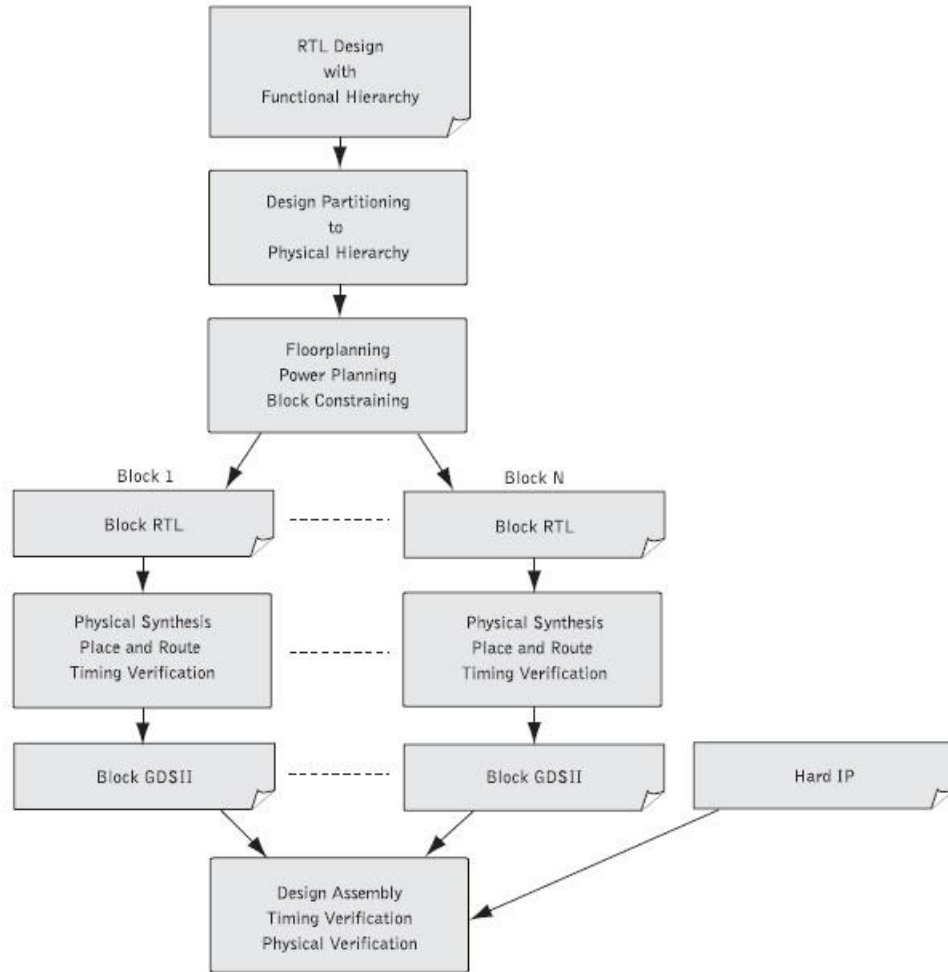 RTL Design
with
Functional Hierarchy
Design Partitioning
to
Physical Hierarchy
Floorplanning
Power Planning
Block Constraining
Block 1
Block N
Block RTL
Block RTL
Physical Synthesis
Place and Route
Timing Verification
Physical Synthesis
Place and Route
Timing Verification
Block GDSII
Block GDSII
Hard IP
Design Assembly
Timing Verification
Physical Verification